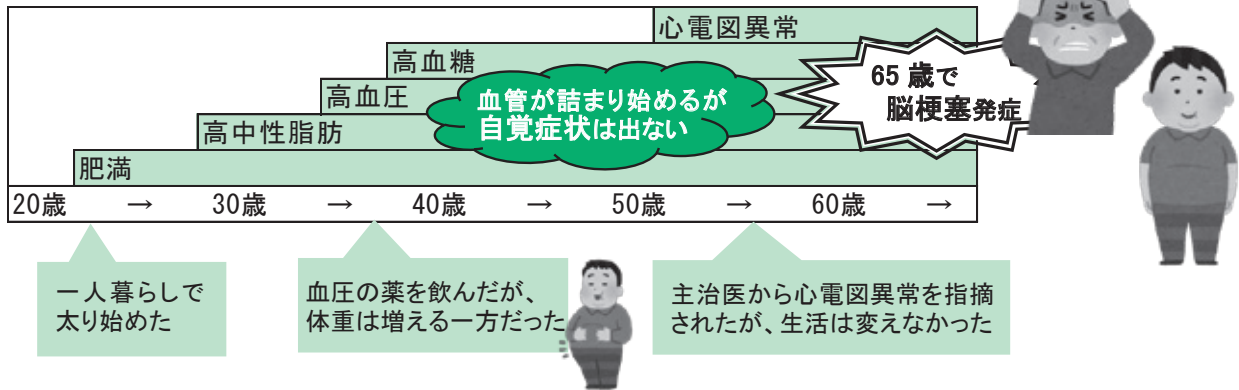 心電図異常
高血糖
高血圧
高中性脂肪
肥満
血管が詰まり始めるが
自覚症状は出ない
65 歳で
脳梗塞発症
20歳 → 30歳 → 40歳 → 50歳 → 60歳 →
一人暮らしで
太り始めた
血圧の薬を飲んだが、
体重は増える一方だった
主治医から心電図異常を指摘
されたが、生活は変えなかった